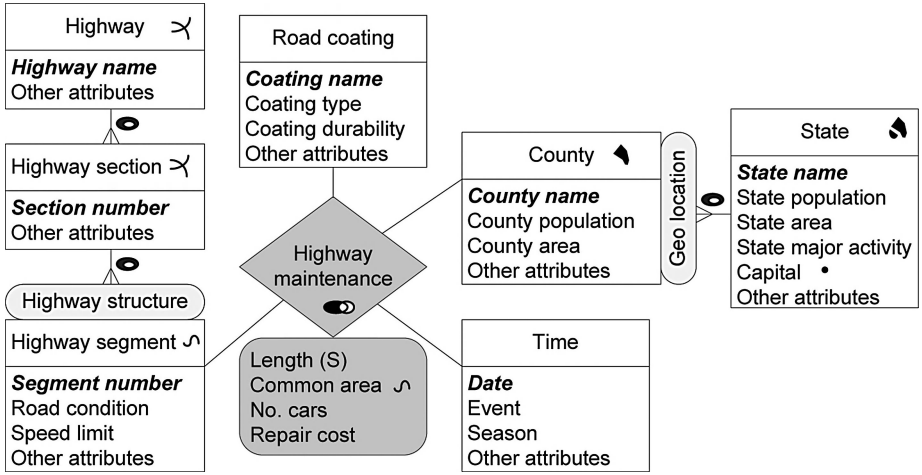 Highway
Highway name
Other attributes
Highway section
Section number
Other attributes
Highway structure
Highway segment
Segment number
Road condition
Speed limit
Other attributes
Road coating
Coating name
Coating type
Coating durability
Other attributes
Highway
maintenance
Length (S)
Common area
No. cars
Repair cost
County
County name
County population
County area
Other attributes
Geo location
Time
Date
Event
Season
Other attributes
State
State name
State population
State area
State major activity
Capital
Other attributes